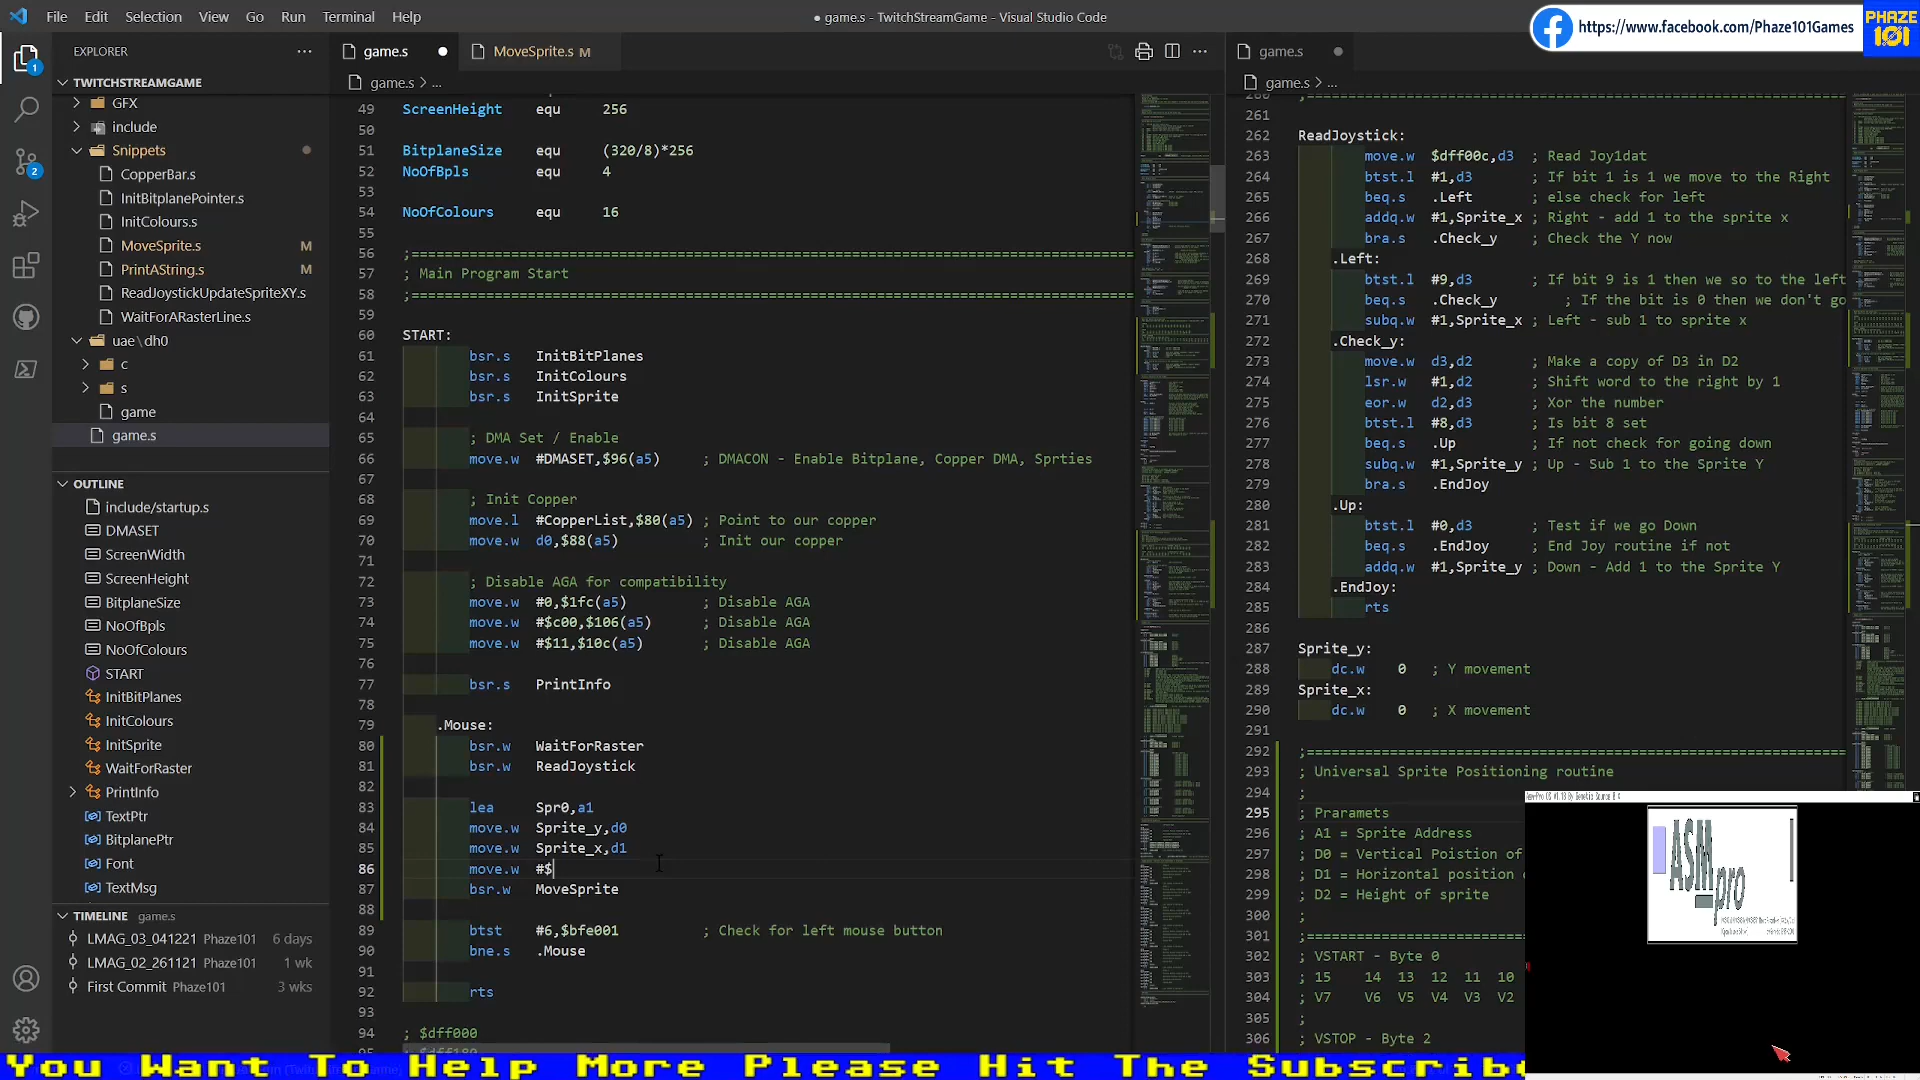 File Edit Selection View Go Run Terminal Help
● game.s - TwitchStreamGame - Visual Studio Code
https://www.facebook.com/Phaze101Games
PHAZE
101
EXPLORER
TWITCHSTREAMGAME
GFX
include
Snippets
CopperBar.s
InitBitplanePointer.s
InitColours.s
MoveSprite.s M
PrintAString.s M
ReadJoystickUpdateSpriteXY.s
WaitForARasterLine.s
uae\dh0
c
s
game
game.s
OUTLINE
include/startup.s
DMASET
ScreenWidth
ScreenHeight
BitplaneSize
NoOfBpls
NoOfColours
START
InitBitPlanes
InitColours
InitSprite
WaitForRaster
PrintInfo
TextPtr
BitplanePtr
Font
TextMsg
TIMELINE game.s
LMAG_03_041221 Phaze101 6 days
LMAG_02_261121 Phaze101 1 wk
First Commit Phaze101 3 wks
game.s
MoveSprite.s M
game.s > ...
49 ScreenHeight equ 256
50
51 BitplaneSize equ (320/8)*256
52 NoOfBpls equ 4
53
54 NoOfColours equ 16
55
56 ;=======================================================================================
57 ; Main Program Start
58 ;=======================================================================================
59
60 START:
61 bsr.s InitBitPlanes
62 bsr.s InitColours
63 bsr.s InitSprite
64
65 ; DMA Set / Enable
66 move.w #DMASET,$96(a5) ; DMACON - Enable Bitplane, Copper DMA, Sprties
67
68 ; Init Copper
69 move.l #CopperList,$80(a5) ; Point to our copper
70 move.w d0,$88(a5) ; Init our copper
71
72 ; Disable AGA for compatibility
73 move.w #0,$1fc(a5) ; Disable AGA
74 move.w #$c00,$106(a5) ; Disable AGA
75 move.w #$11,$10c(a5) ; Disable AGA
76
77 bsr.s PrintInfo
78
79 .Mouse:
80 bsr.w WaitForRaster
81 bsr.w ReadJoystick
82
83 lea Spr0,a1
84 move.w Sprite_y,d0
85 move.w Sprite_x,d1
86 move.w #$
87 bsr.w MoveSprite
88
89 btst #6,$bfe001 ; Check for left mouse button
90 bne.s .Mouse
91
92 rts
93
94 ; $dff000
95 ; $dff180
game.s
game.s > ...
260 ;==================================================================
261
262 ReadJoystick:
263 move.w $dff00c,d3 ; Read Joy1dat
264 btst.l #1,d3 ; If bit 1 is 1 we move to the Right
265 beq.s .Left ; else check for left
266 addq.w #1,Sprite_x ; Right - add 1 to the sprite x
267 bra.s .Check_y ; Check the Y now
268 .Left:
269 btst.l #9,d3 ; If bit 9 is 1 then we so to the left
270 beq.s .Check_y ; If the bit is 0 then we don't go
271 subq.w #1,Sprite_x ; Left - sub 1 to sprite x
272 .Check_y:
273 move.w d3,d2 ; Make a copy of D3 in D2
274 lsr.w #1,d2 ; Shift word to the right by 1
275 eor.w d2,d3 ; Xor the number
276 btst.l #8,d3 ; Is bit 8 set
277 beq.s .Up ; If not check for going down
278 subq.w #1,Sprite_y ; Up - Sub 1 to the Sprite Y
279 bra.s .EndJoy
280 .Up:
281 btst.l #0,d3 ; Test if we go Down
282 beq.s .EndJoy ; End Joy routine if not
283 addq.w #1,Sprite_y ; Down - Add 1 to the Sprite Y
284 .EndJoy:
285 rts
286
287 Sprite_y:
288 dc.w 0 ; Y movement
289 Sprite_x:
290 dc.w 0 ; X movement
291
292 ;==================================================================
293 ; Universal Sprite Positioning routine
294 ;
295 ; Praramets
296 ; A1 = Sprite Address
297 ; D0 = Vertical Poistion of
298 ; D1 = Horizontal position
299 ; D2 = Height of sprite
300 ;
301 ;===========================
302 ; VSTART - Byte 0
303 ; 15 14 13 12 11 10
304 ; V7 V6 V5 V4 V3 V2
305 ;
306 ; VSTOP - Byte 2
ASM
pro
You Want To Help More Please Hit The Subscribe